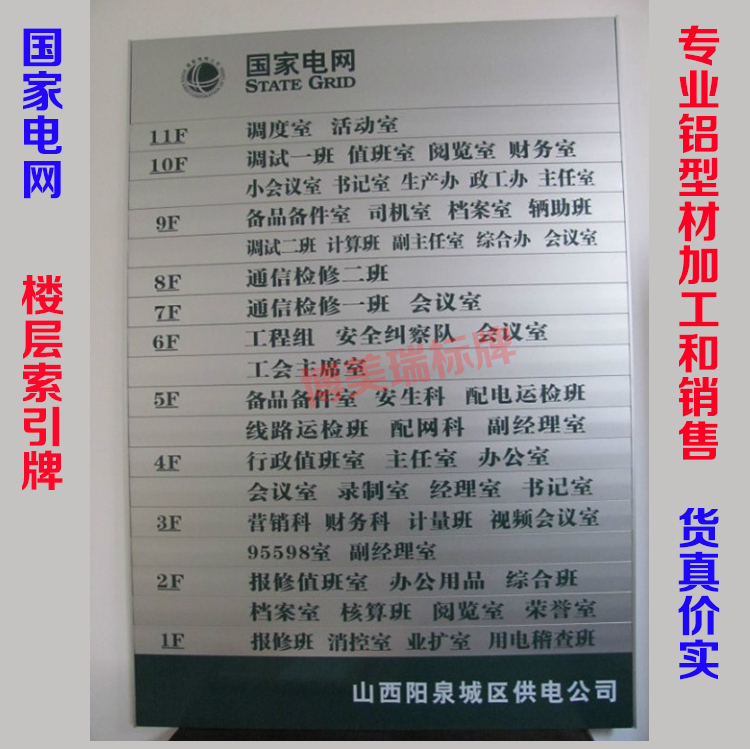 国家电网 楼层索引牌
国家电网
STATE GRID
11F 调度室 活动室
10F 调试一班 值班室 阅览室 财务室
小会议室 书记室 生产办 政工办 主任室
9F 备品备件室 司机室 档案室 辆助班
调试二班 计算班 副主任室 综合办 会议室
8F 通信检修二班
7F 通信检修一班 会议室
6F 工程组 安全纠察队 会议室
工会主席室
美瑞标牌
5F 备品备件室 安生科 配电运检班
线路运检班 配网科 副经理室
4F 行政值班室 主任室 办公室
会议室 录制室 经理室 书记室
3F 营销科 财务科 计量班 视频会议室
95598室 副经理室
2F 报修值班室 办公用品 综合班
档案室 核算班 阅览室 荣誉室
1F 报修班 消控室 业扩室 用电稽查班
山西阳泉城区供电公司
专业铝型材加工和销售 货真价实